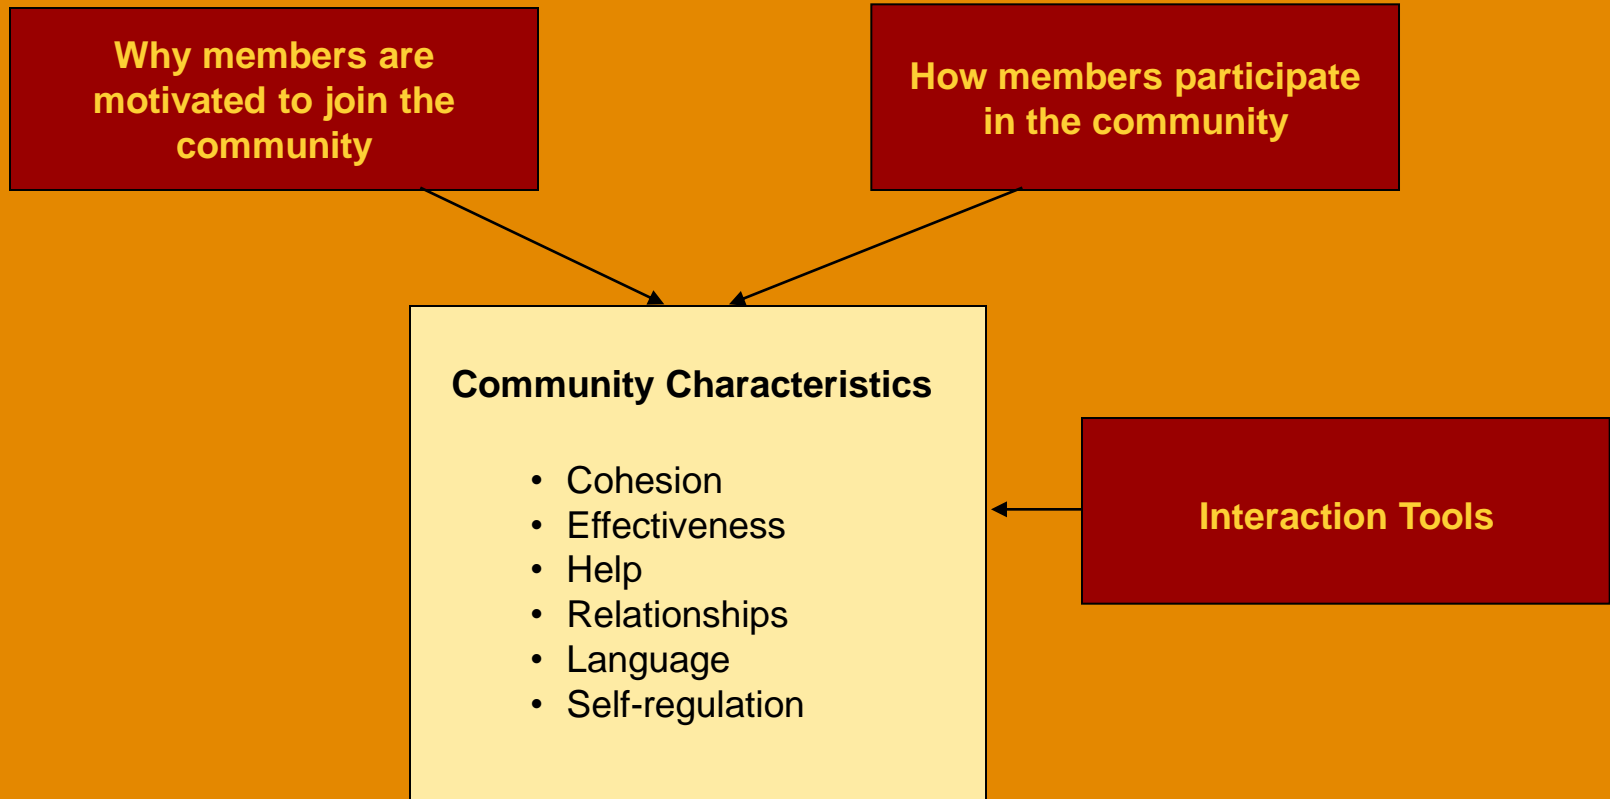 Why members are
motivated to join the
community
How members participate
in the community
Community Characteristics
• Cohesion
• Effectiveness
• Help
• Relationships
• Language
• Self-regulation
Interaction Tools